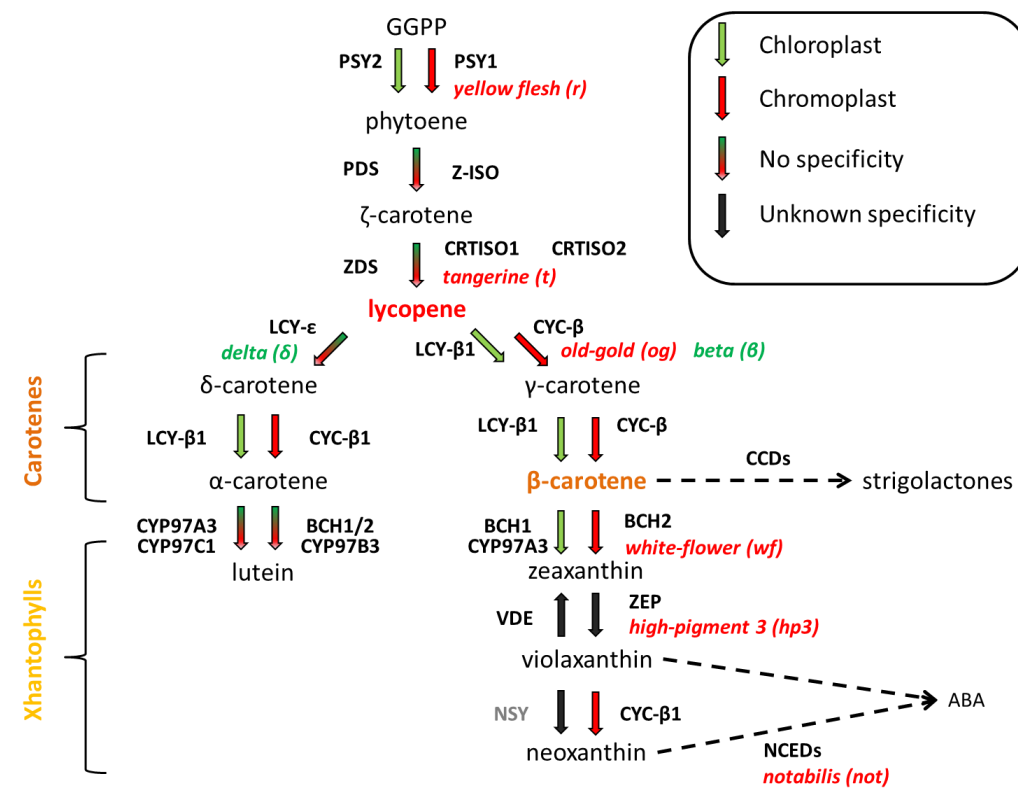 GGPP
PSY2
PSY1
yellow flesh (r)
phytoene
PDS
Z-ISO
ζ-carotene
ZDS
CRTISO1
CRTISO2
tangerine (t)
lycopene
LCY-ε
delta (δ)
LCY-β1
CYC-β
old-gold (og)
beta (β)
δ-carotene
γ-carotene
LCY-β1
CYC-β1
LCY-β1
CYC-β
α-carotene
β-carotene
CCDs
strigolactones
CYP97A3
CYP97C1
BCH1/2
CYP97B3
lutein
BCH1
CYP97A3
BCH2
white-flower (wf)
zeaxanthin
VDE
ZEP
high-pigment 3 (hp3)
violaxanthin
NSY
CYC-β1
neoxanthin
ABA
NCEDs
notabilis (not)
Carotenes
Xhantophylls
Chloroplast
Chromoplast
No specificity
Unknown specificity